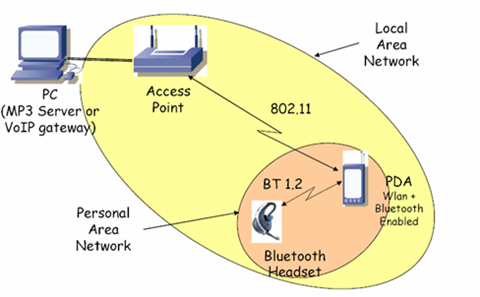 Local
Area
Network
PC
(MP3 Server or
VoIP gateway)
Access
Point
802.11
BT 1.2
PDA
Wlan +
Bluetooth
Enabled
Personal
Area
Network
Bluetooth
Headset